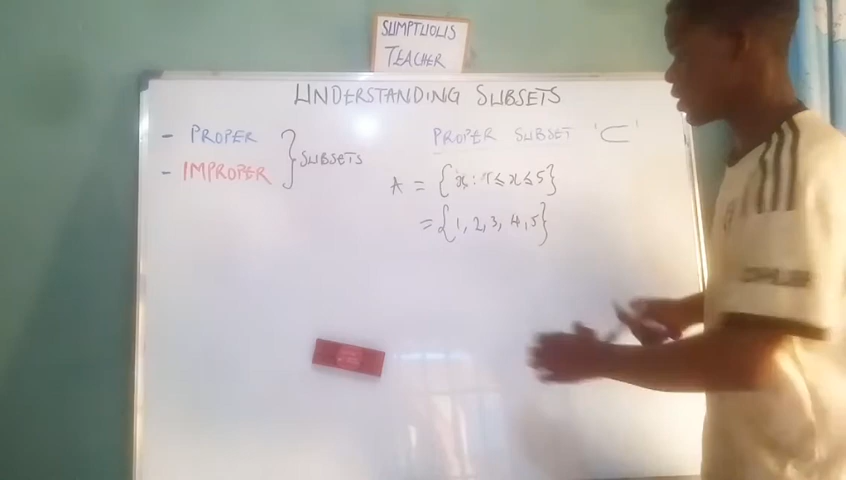 SUMPTUOUS
TEACHER
UNDERSTANDING SUBSETS
- PROPER
- IMPROPER
} SUBSETS
PROPER SUBSET '⊂'
A = {x : 1 ≤ x ≤ 5}
= {1, 2, 3, 4, 5}